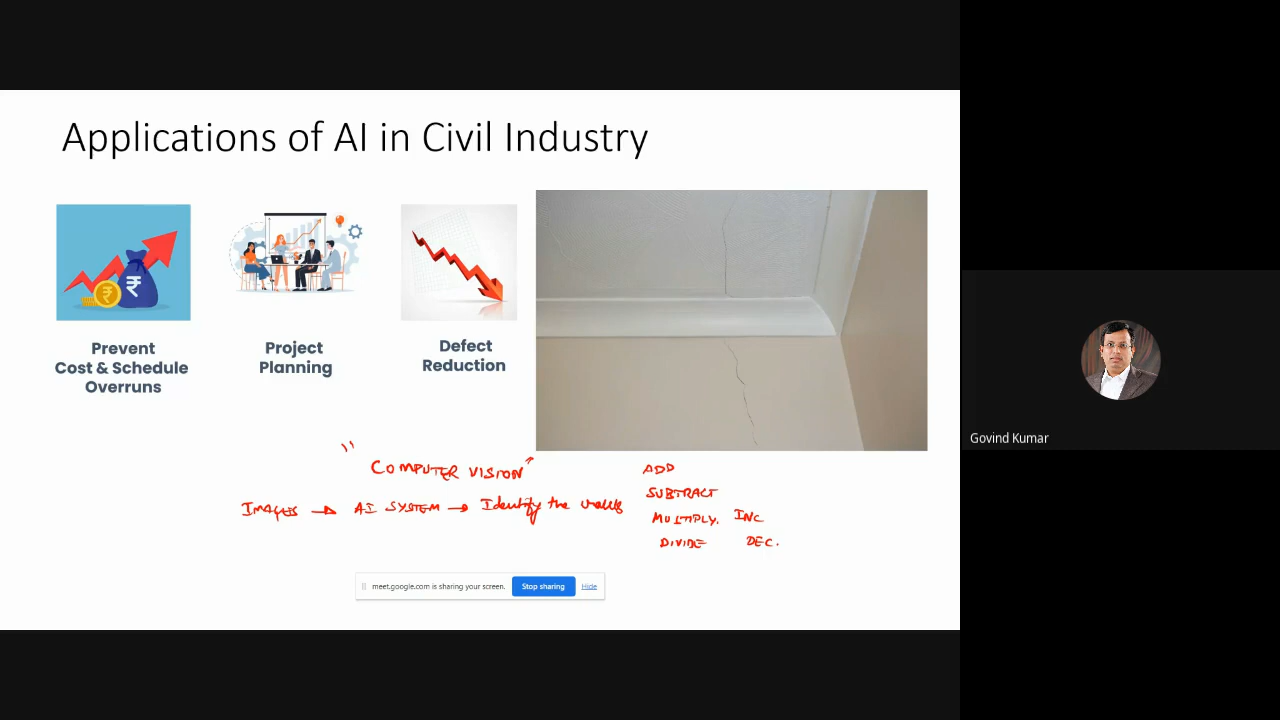 Applications of AI in Civil Industry
Prevent
Cost & Schedule
Overruns
Project
Planning
Defect
Reduction
"COMPUTER VISION"
IMAGES → AI SYSTEM → Identify the
ADD
SUBTRACT
MULTIPLY. INC
DIVIDE DEC.
meet.google.com is sharing your screen. Stop sharing Hide
Govind Kumar